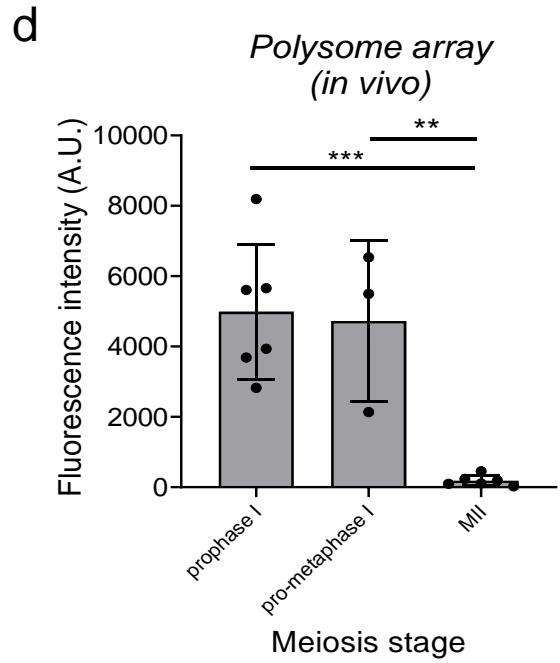 d
Polysome array
(in vivo)
Fluorescence intensity (A.U.)
10000
8000
6000
4000
2000
0
**
***
prophase I
pro-metaphase I
MII
Meiosis stage